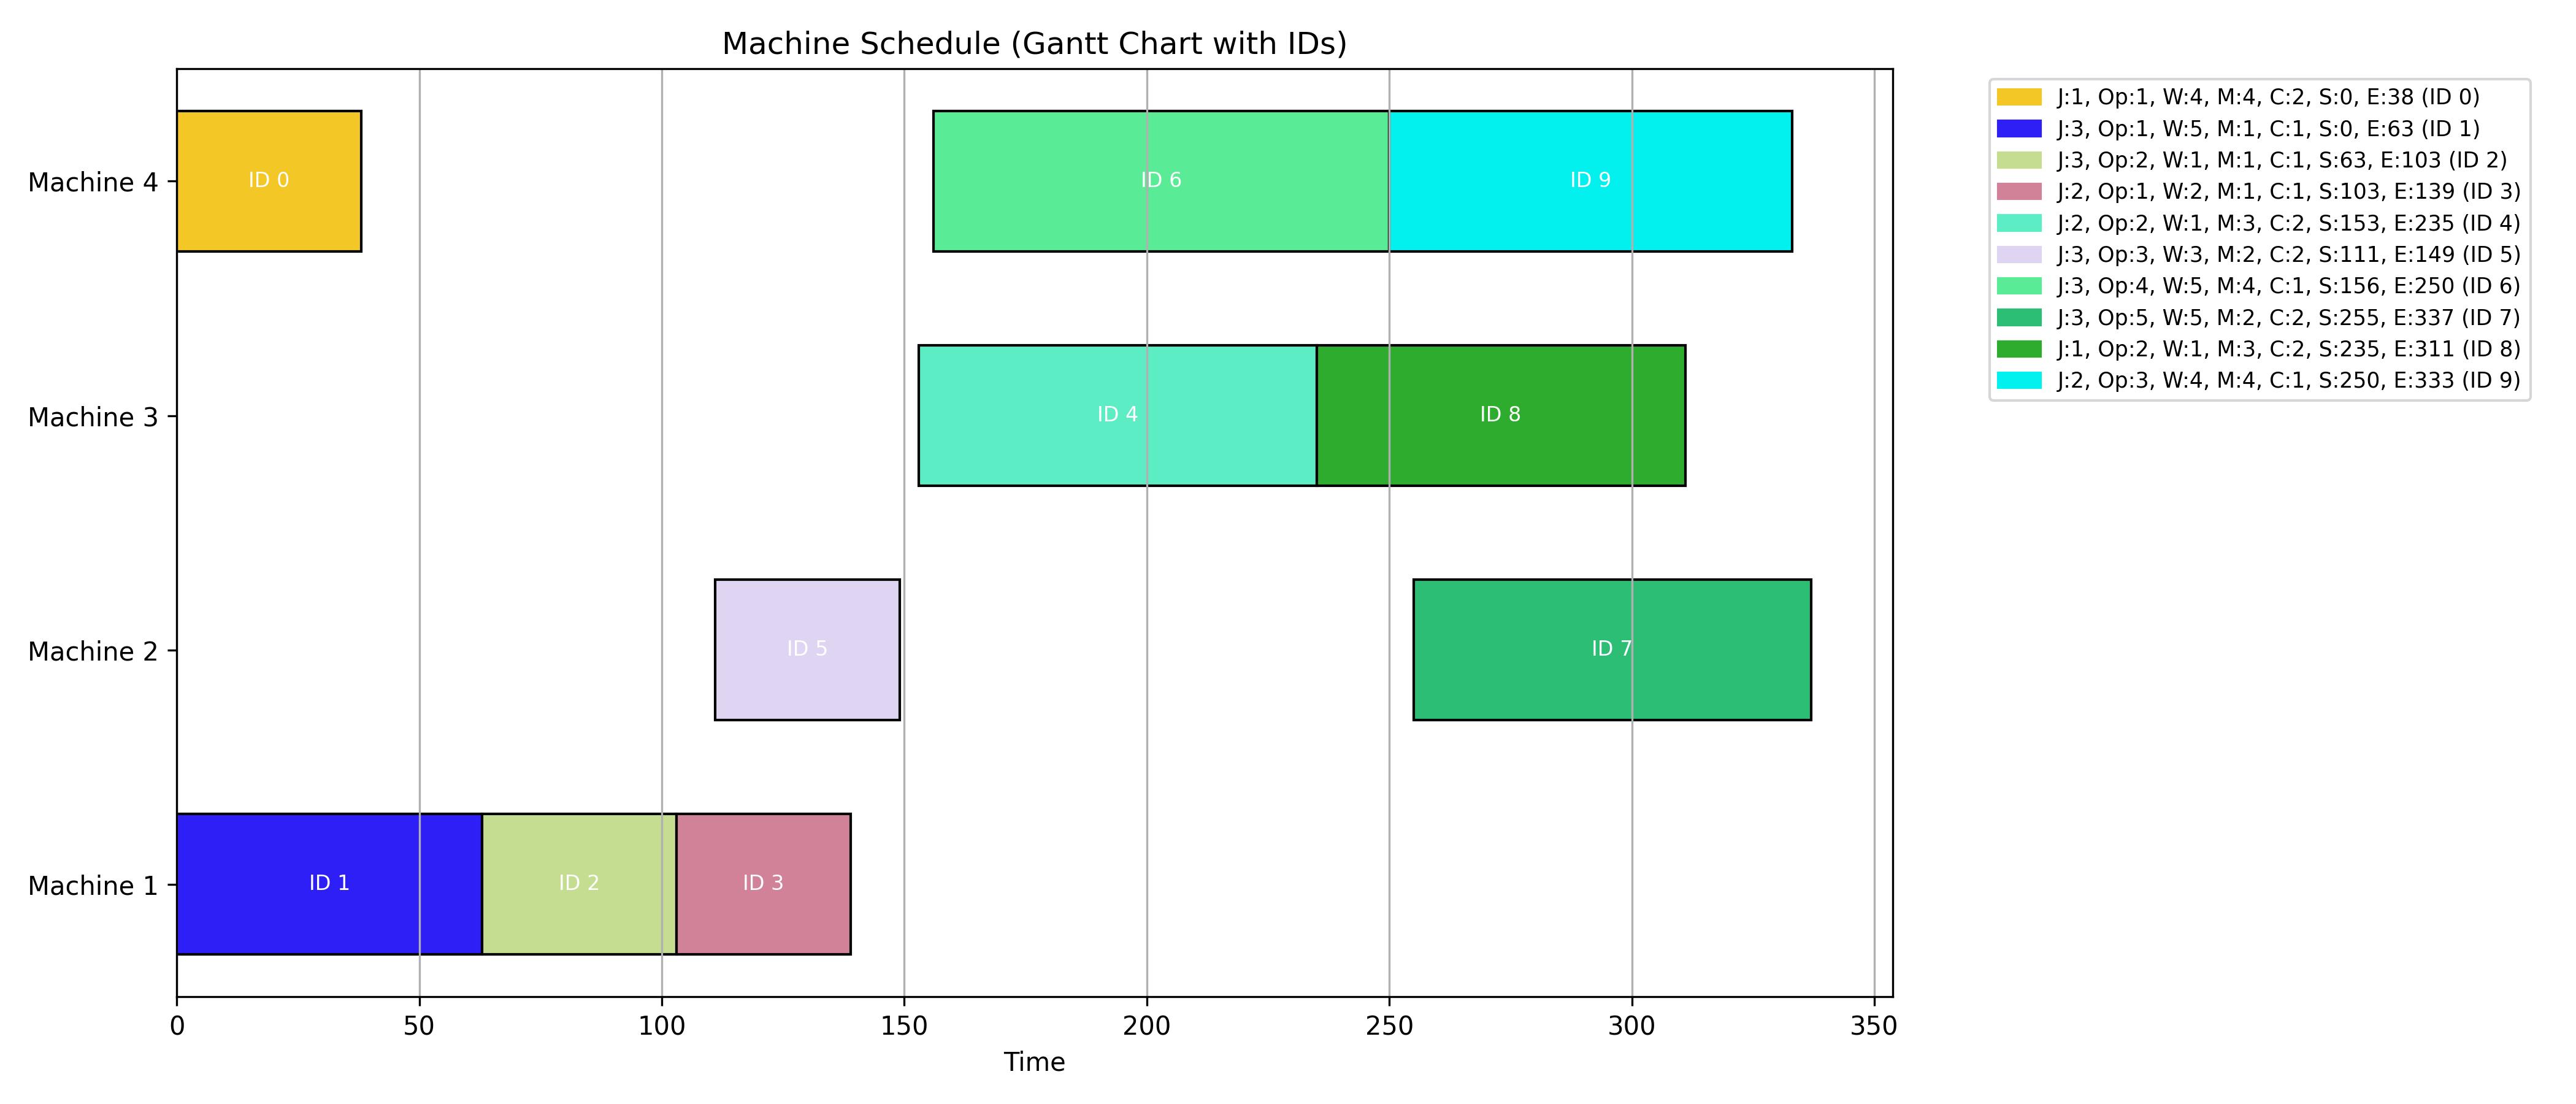 Machine Schedule (Gantt Chart with IDs)
Machine 4
ID 0
ID 6
ID 9
Machine 3
ID 4
ID 8
Machine 2
ID 5
ID 7
Machine 1
ID 1
ID 2
ID 3
0 50 100 150 200 250 300 350
Time
J:1, Op:1, W:4, M:4, C:2, S:0, E:38 (ID 0)
J:3, Op:1, W:5, M:1, C:1, S:0, E:63 (ID 1)
J:3, Op:2, W:1, M:1, C:1, S:63, E:103 (ID 2)
J:2, Op:1, W:2, M:1, C:1, S:103, E:139 (ID 3)
J:2, Op:2, W:1, M:3, C:2, S:153, E:235 (ID 4)
J:3, Op:3, W:3, M:2, C:2, S:111, E:149 (ID 5)
J:3, Op:4, W:5, M:4, C:1, S:156, E:250 (ID 6)
J:3, Op:5, W:5, M:2, C:2, S:255, E:337 (ID 7)
J:1, Op:2, W:1, M:3, C:2, S:235, E:311 (ID 8)
J:2, Op:3, W:4, M:4, C:1, S:250, E:333 (ID 9)